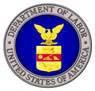 DEPARTMENT OF LABOR
UNITED STATES OF AMERICA